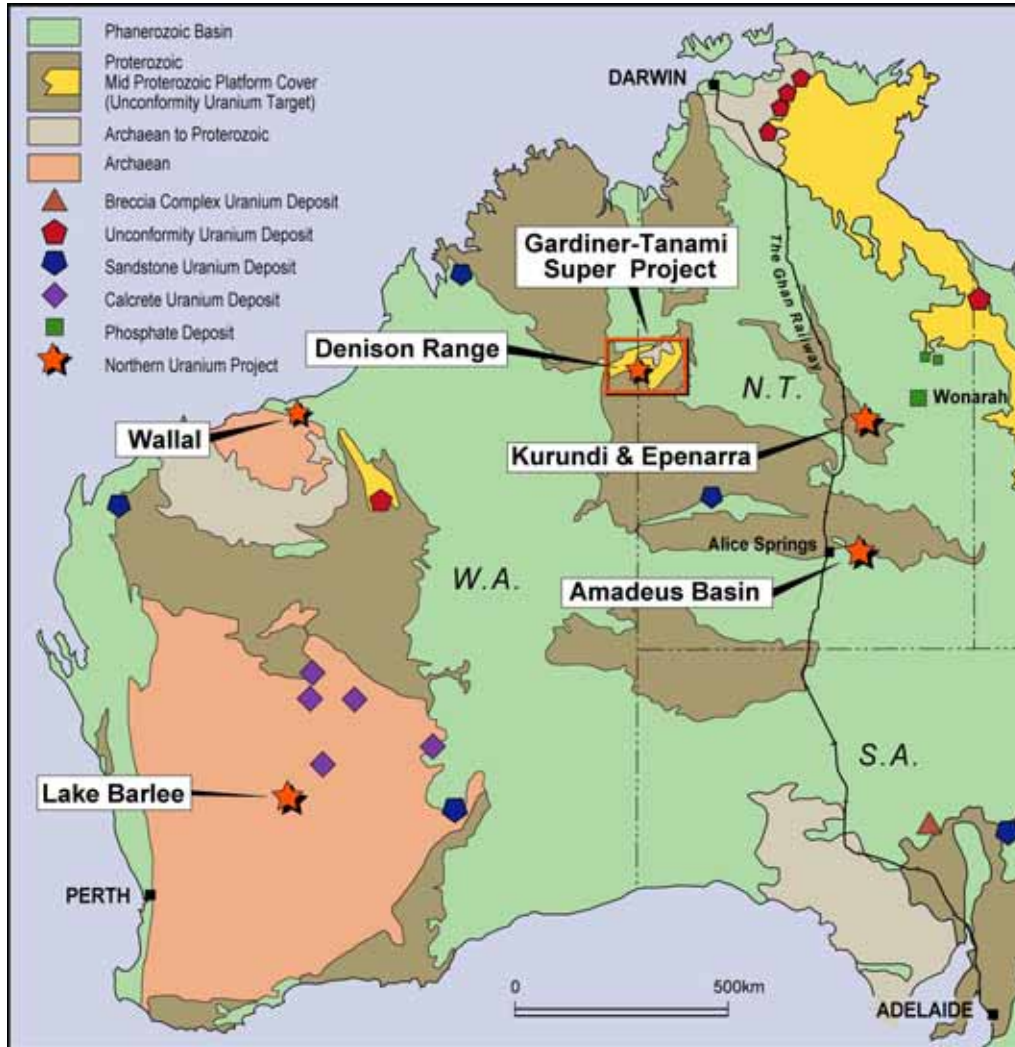 Phanerozoic Basin
Proterozoic
Mid Proterozoic Platform Cover
(Unconformity Uranium Target)
Archaean to Proterozoic
Archaean
Breccia Complex Uranium Deposit
Unconformity Uranium Deposit
Sandstone Uranium Deposit
Calcrete Uranium Deposit
Phosphate Deposit
Northern Uranium Project
DARWIN
The Ghan Railway
Gardiner-Tanami
Super Project
Denison Range
N.T.
Wonarah
Wallal
Kurundi & Epenarra
Alice Springs
W.A.
Amadeus Basin
S.A.
Lake Barlee
PERTH
0 500km
ADELAIDE